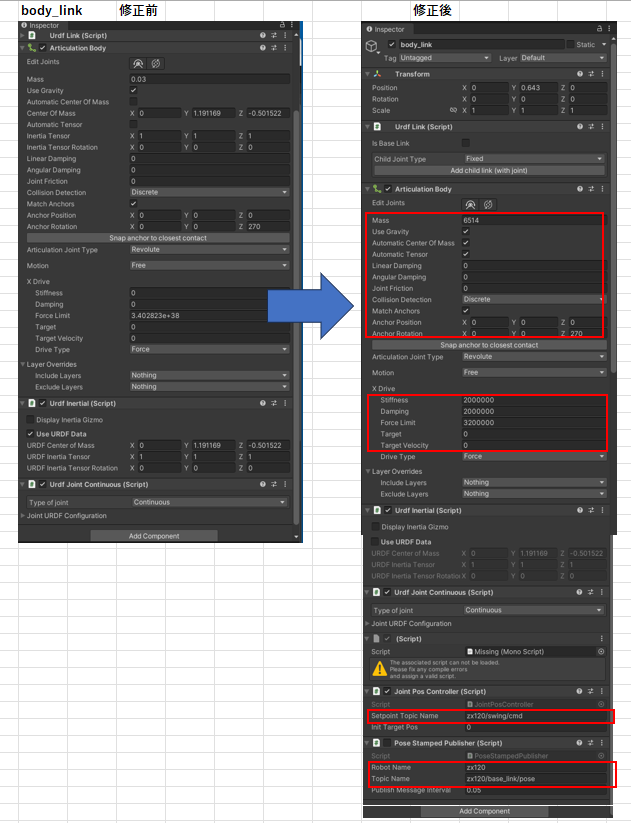 body_link 修正前 修正後
Inspector
Urdf Link (Script)
Articulation Body
Edit Joints
Mass 0.03
Use Gravity
Automatic Center Of Mass
Center Of Mass X 0 Y 1.191169 Z -0.501522
Automatic Tensor
Inertia Tensor X 1 Y 1 Z 1
Inertia Tensor Rotation X 0 Y 0 Z 0
Linear Damping 0
Angular Damping 0
Joint Friction 0
Collision Detection Discrete
Match Anchors
Anchor Position X 0 Y 0 Z 0
Anchor Rotation X 0 Y 0 Z 270
Snap anchor to closest contact
Articulation Joint Type Revolute
Motion Free
X Drive
Stiffness 0
Damping 0
Force Limit 3.402823e+38
Target 0
Target Velocity 0
Drive Type Force
Layer Overrides
Include Layers Nothing
Exclude Layers Nothing
Urdf Inertial (Script)
Display Inertia Gizmo
Use URDF Data
URDF Center of Mass X 0 Y 1.191169 Z -0.501522
URDF Inertia Tensor X 1 Y 1 Z 1
URDF Inertia Tensor Rotation X 0 Y 0 Z 0
Urdf Joint Continuous (Script)
Type of joint Continuous
Joint URDF Configuration
Add Component
Inspector
body_link Static
Tag Untagged Layer Default
Transform
Position X 0 Y 0.643 Z 0
Rotation X 0 Y 0 Z 0
Scale X 1 Y 1 Z 1
Urdf Link (Script)
Is Base Link
Child Joint Type Fixed
Add child link (with joint)
Articulation Body
Edit Joints
Mass 6514
Use Gravity
Automatic Center Of Mass
Automatic Tensor
Linear Damping 0
Angular Damping 0
Joint Friction 0
Collision Detection Discrete
Match Anchors
Anchor Position X 0 Y 0 Z 0
Anchor Rotation X 0 Y 0 Z 270
Snap anchor to closest contact
Articulation Joint Type Revolute
Motion Free
X Drive
Stiffness 2000000
Damping 2000000
Force Limit 3200000
Target 0
Target Velocity 0
Drive Type Force
Layer Overrides
Include Layers Nothing
Exclude Layers Nothing
Urdf Inertial (Script)
Display Inertia Gizmo
Use URDF Data
URDF Center of Mass X 0 Y 1.191169 Z -0.501522
URDF Inertia Tensor X 1 Y 1 Z 1
URDF Inertia Tensor Rotatio X 0 Y 0 Z 0
Urdf Joint Continuous (Script)
Type of joint Continuous
Joint URDF Configuration
(Script)
Script Missing (Mono Script)
The associated script can not be loaded.
Please fix any compile errors
and assign a valid script.
Joint Pos Controller (Script)
Script JointPosController
Setpoint Topic Name zx120/swing/cmd
Init Target Pos 0
Pose Stamped Publisher (Script)
Script PoseStampedPublisher
Robot Name zx120
Topic Name zx120/base_link/pose
Publish Message Interval 0.05
Add Component